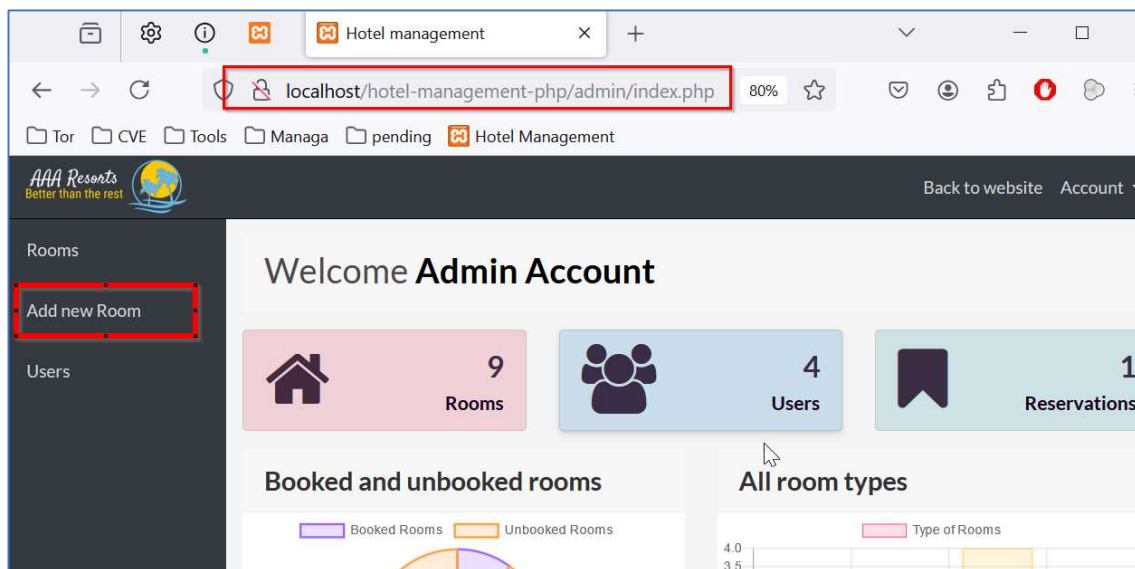 Hotel management
localhost/hotel-management-php/admin/index.php 80%
Tor CVE Tools Managa pending Hotel Management
AAA Resorts
Better than the rest
Back to website Account
Rooms
Welcome Admin Account
Add new Room
9
Rooms
4
Users
1
Reservations
Users
Booked and unbooked rooms
All room types
Booked Rooms Unbooked Rooms
Type of Rooms
4.0
3.5